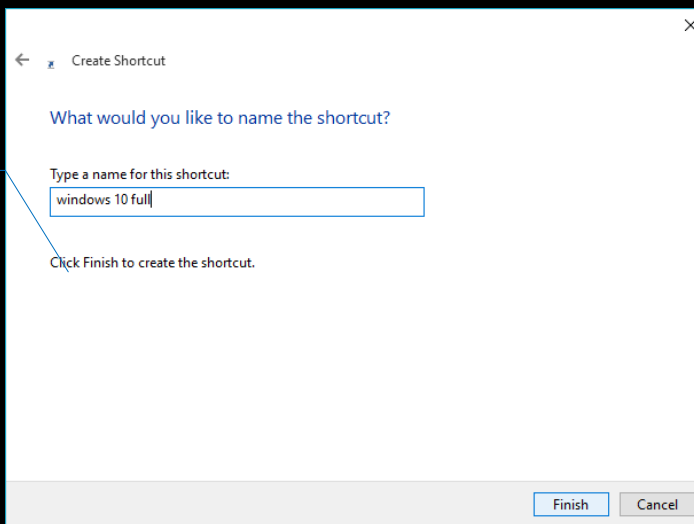 Create Shortcut
What would you like to name the shortcut?
Type a name for this shortcut:
windows 10 full
Click Finish to create the shortcut.
Finish
Cancel